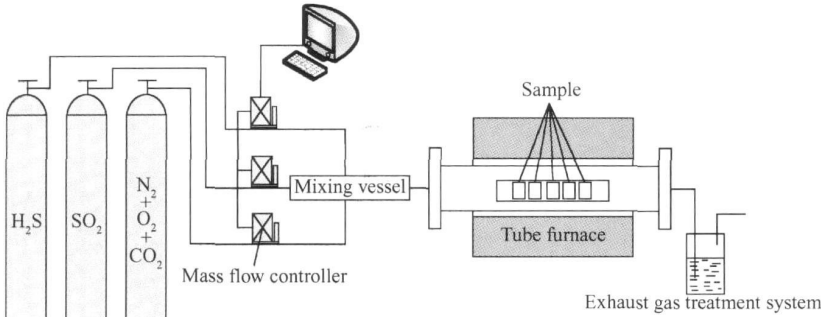 Sample
H₂S
SO₂
N₂
+
O₂
+
CO₂
Mixing vessel
Mass flow controller
Tube furnace
Exhaust gas treatment system